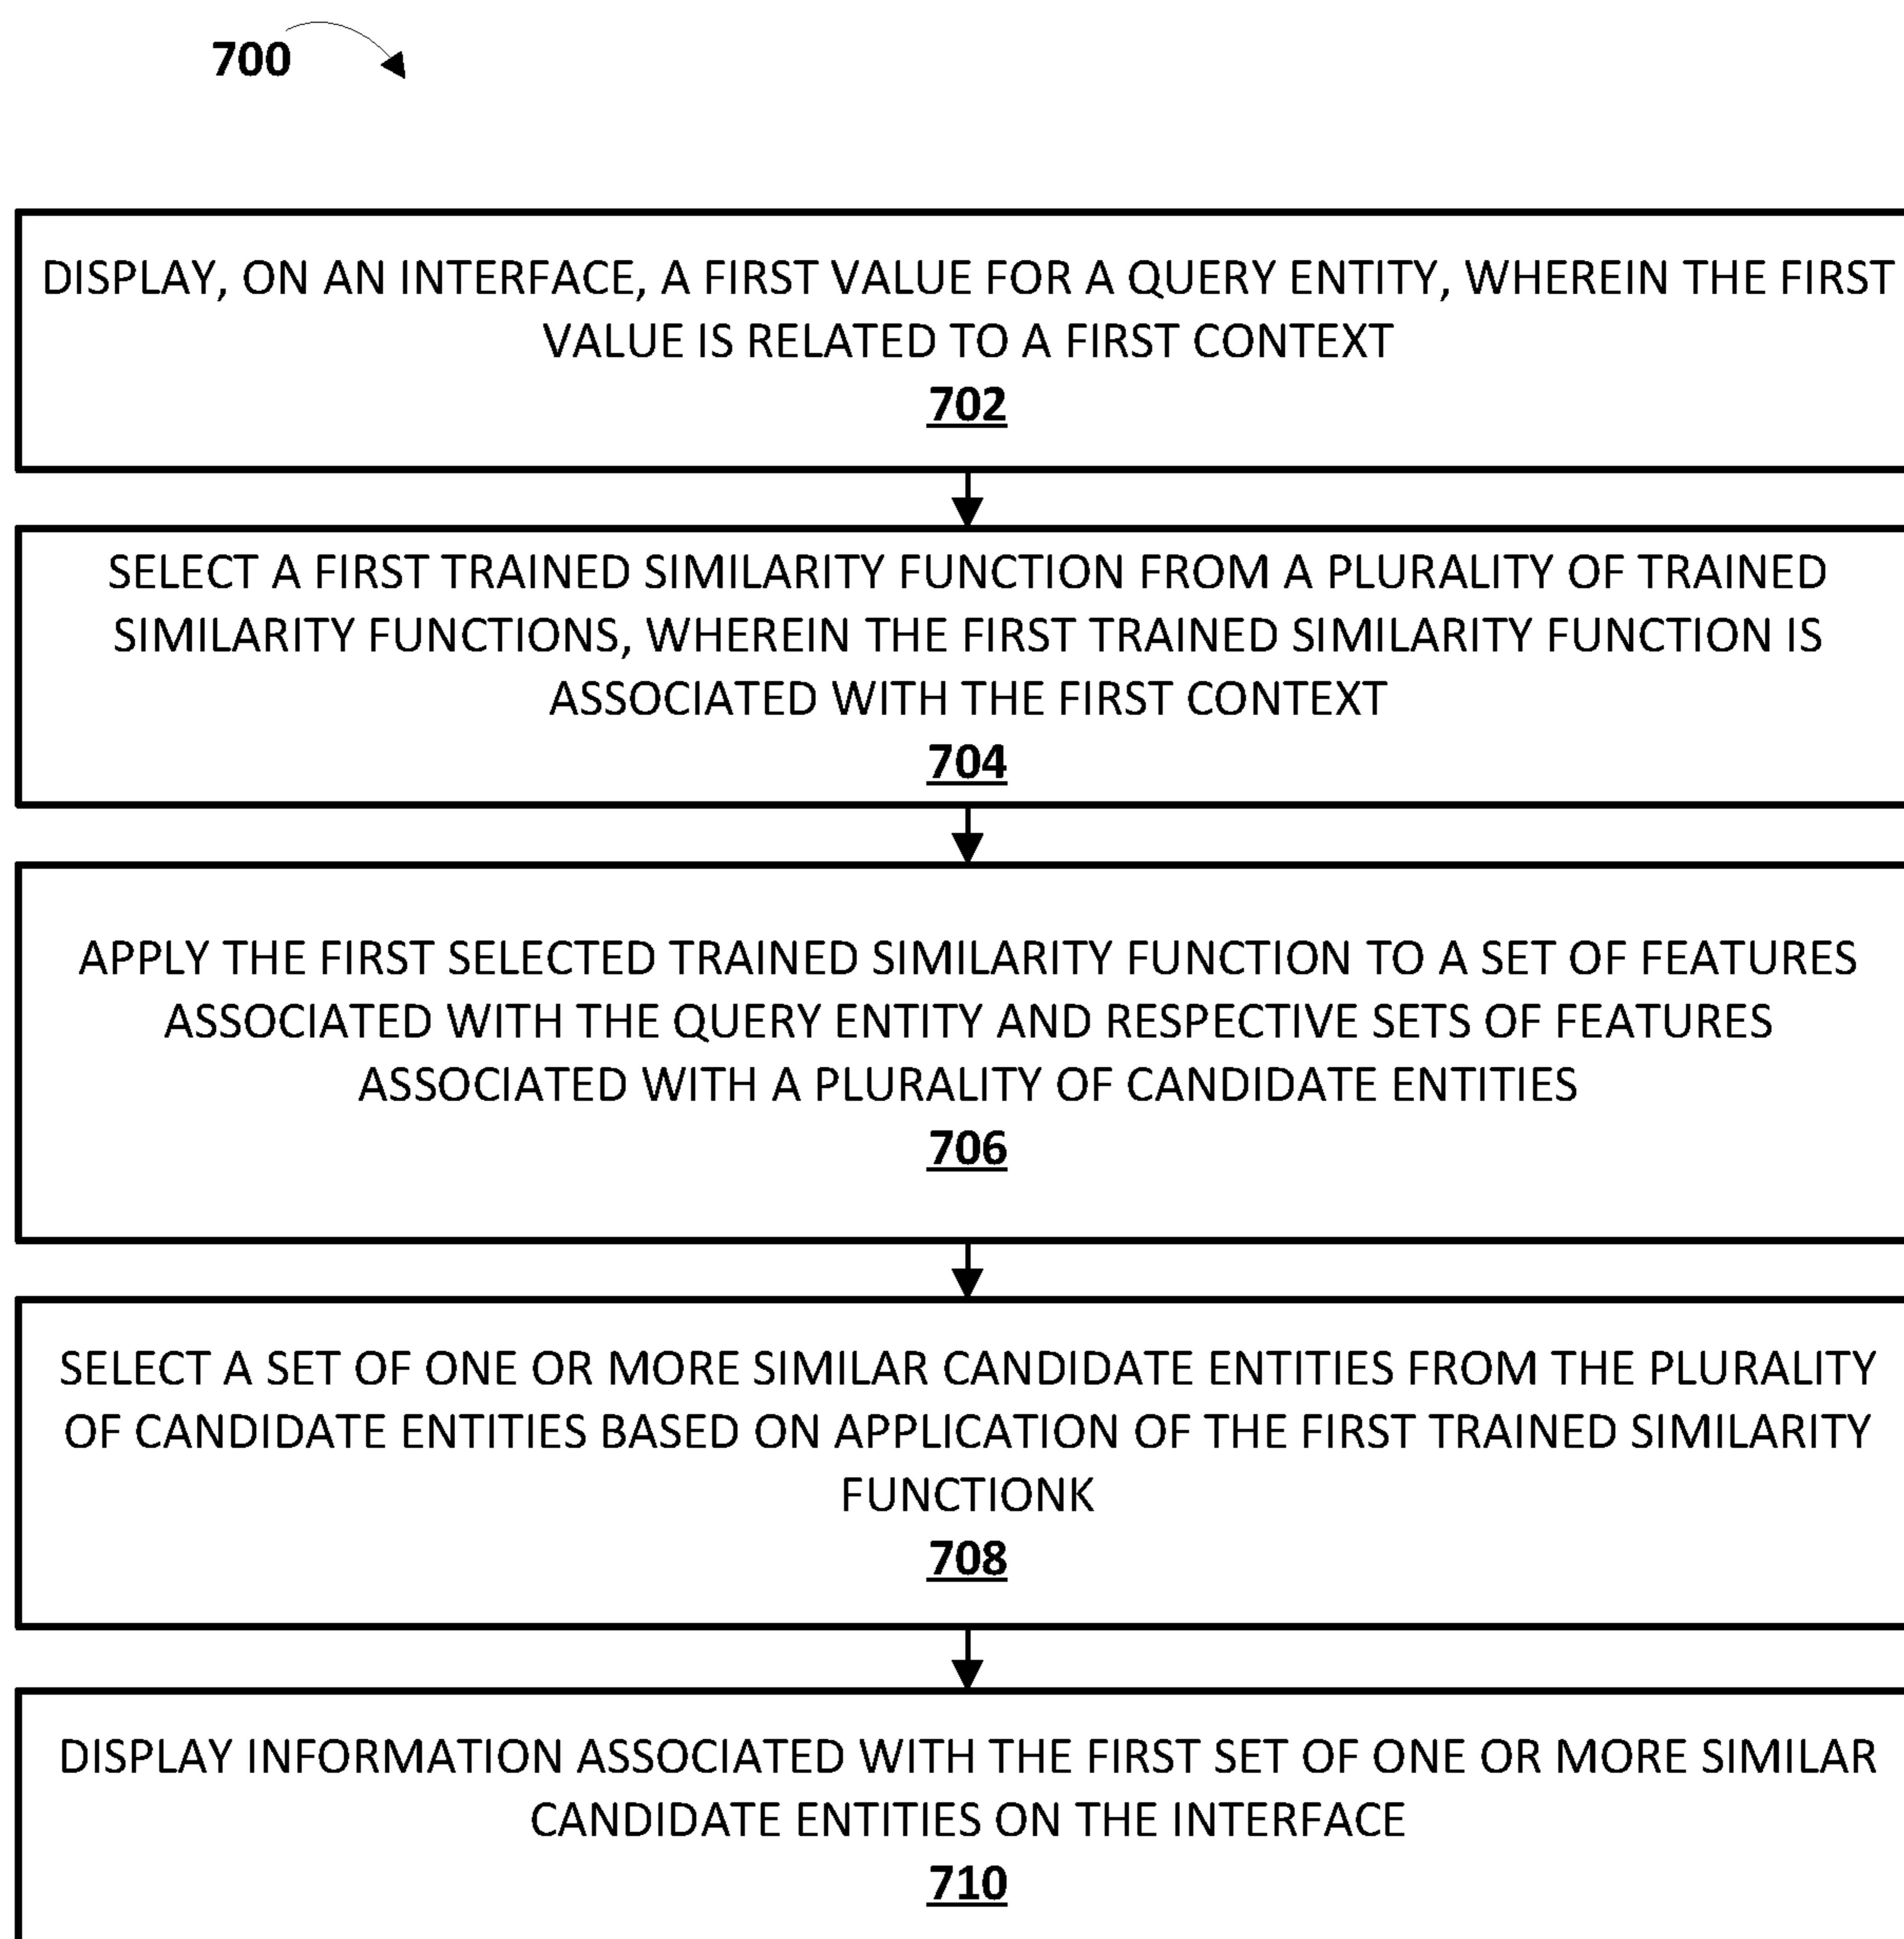 700
DISPLAY, ON AN INTERFACE, A FIRST VALUE FOR A QUERY ENTITY, WHEREIN THE FIRST
VALUE IS RELATED TO A FIRST CONTEXT
702
SELECT A FIRST TRAINED SIMILARITY FUNCTION FROM A PLURALITY OF TRAINED
SIMILARITY FUNCTIONS, WHEREIN THE FIRST TRAINED SIMILARITY FUNCTION IS
ASSOCIATED WITH THE FIRST CONTEXT
704
APPLY THE FIRST SELECTED TRAINED SIMILARITY FUNCTION TO A SET OF FEATURES
ASSOCIATED WITH THE QUERY ENTITY AND RESPECTIVE SETS OF FEATURES
ASSOCIATED WITH A PLURALITY OF CANDIDATE ENTITIES
706
SELECT A SET OF ONE OR MORE SIMILAR CANDIDATE ENTITIES FROM THE PLURALITY
OF CANDIDATE ENTITIES BASED ON APPLICATION OF THE FIRST TRAINED SIMILARITY
FUNCTIONK
708
DISPLAY INFORMATION ASSOCIATED WITH THE FIRST SET OF ONE OR MORE SIMILAR
CANDIDATE ENTITIES ON THE INTERFACE
710